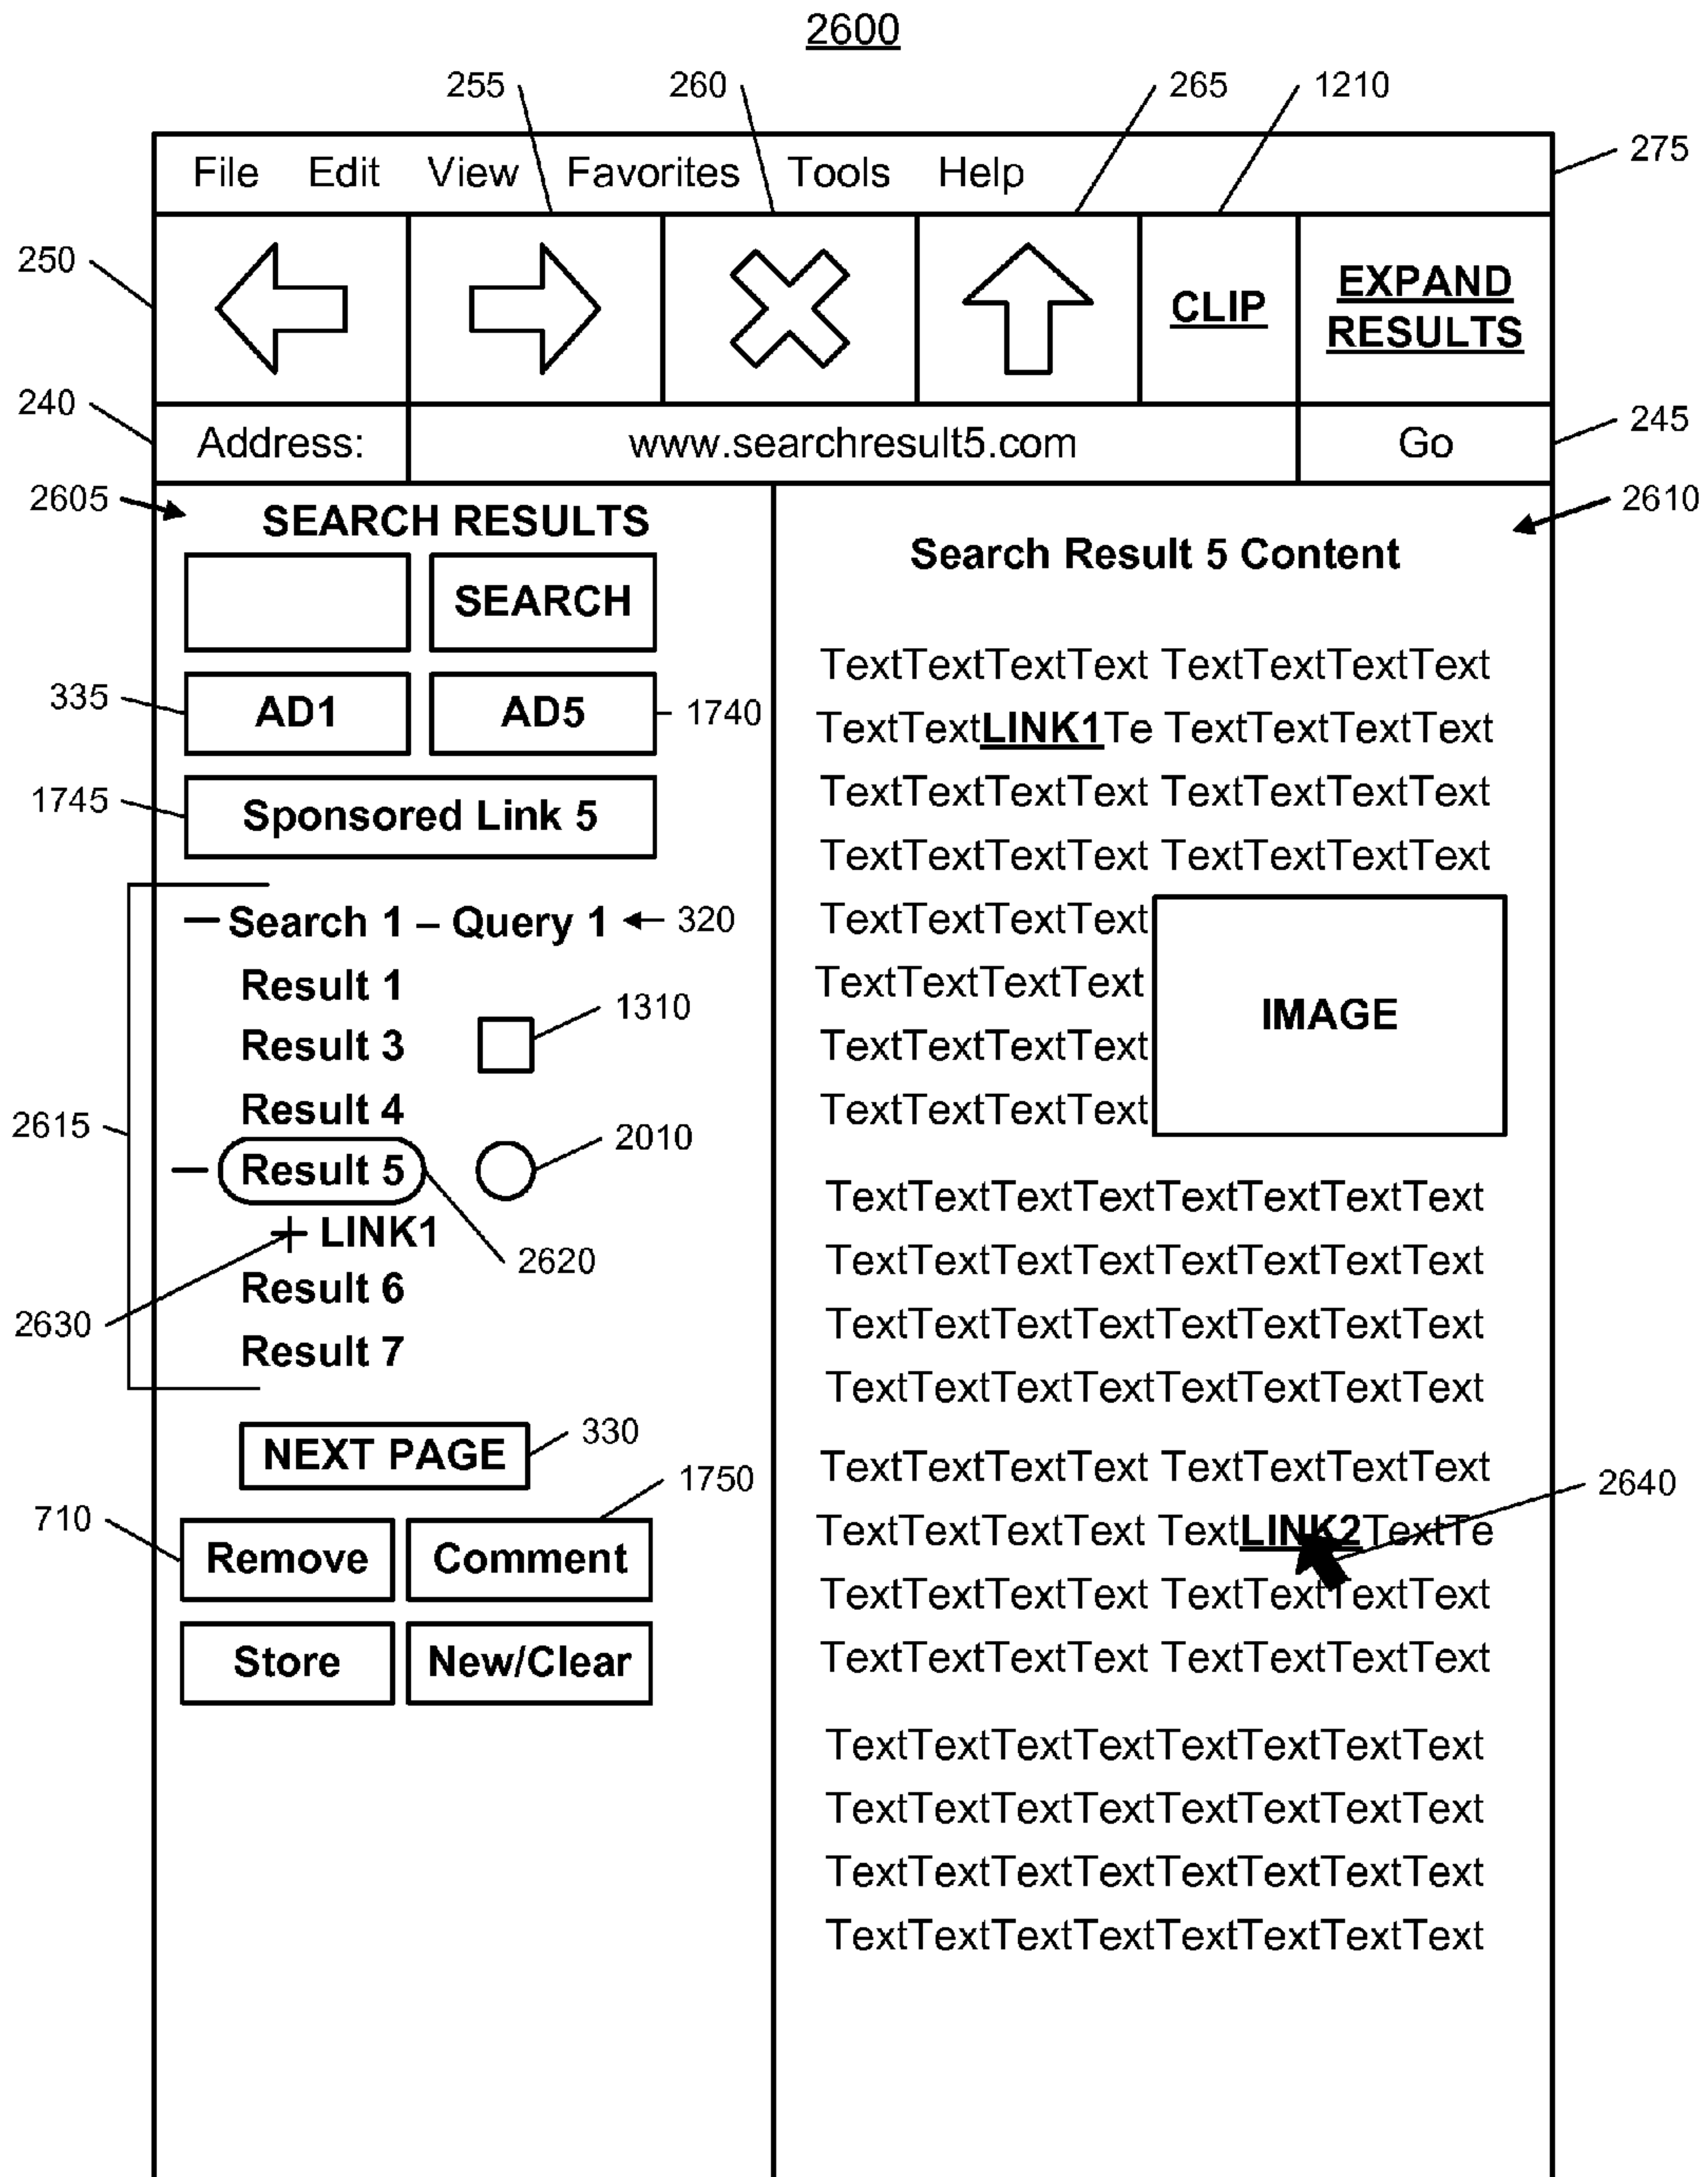 2600
255 260 265 1210
File Edit View Favorites Tools Help 275
250 CLIP EXPAND RESULTS
240 Address: www.searchresult5.com Go 245
2605 SEARCH RESULTS
SEARCH
335 AD1 AD5 1740
1745 Sponsored Link 5
– Search 1 – Query 1 320
Result 1
Result 3 1310
Result 4
2615
– Result 5 2010
+ LINK1 2620
Result 6
2630
Result 7
NEXT PAGE 330
1750
710 Remove Comment
Store New/Clear
2610
Search Result 5 Content
TextTextTextText TextTextTextText
TextTextLINK1Te TextTextTextText
TextTextTextText TextTextTextText
TextTextTextText TextTextTextText
TextTextTextText
TextTextTextText
TextTextTextText
TextTextTextText
IMAGE
TextTextTextTextTextTextTextText
TextTextTextTextTextTextTextText
TextTextTextTextTextTextTextText
TextTextTextTextTextTextTextText
TextTextTextText TextTextTextText
2640
TextTextTextText TextLINK2TextTe
TextTextTextText TextTextTextText
TextTextTextText TextTextTextText
TextTextTextTextTextTextTextText
TextTextTextTextTextTextTextText
TextTextTextTextTextTextTextText
TextTextTextTextTextTextTextText